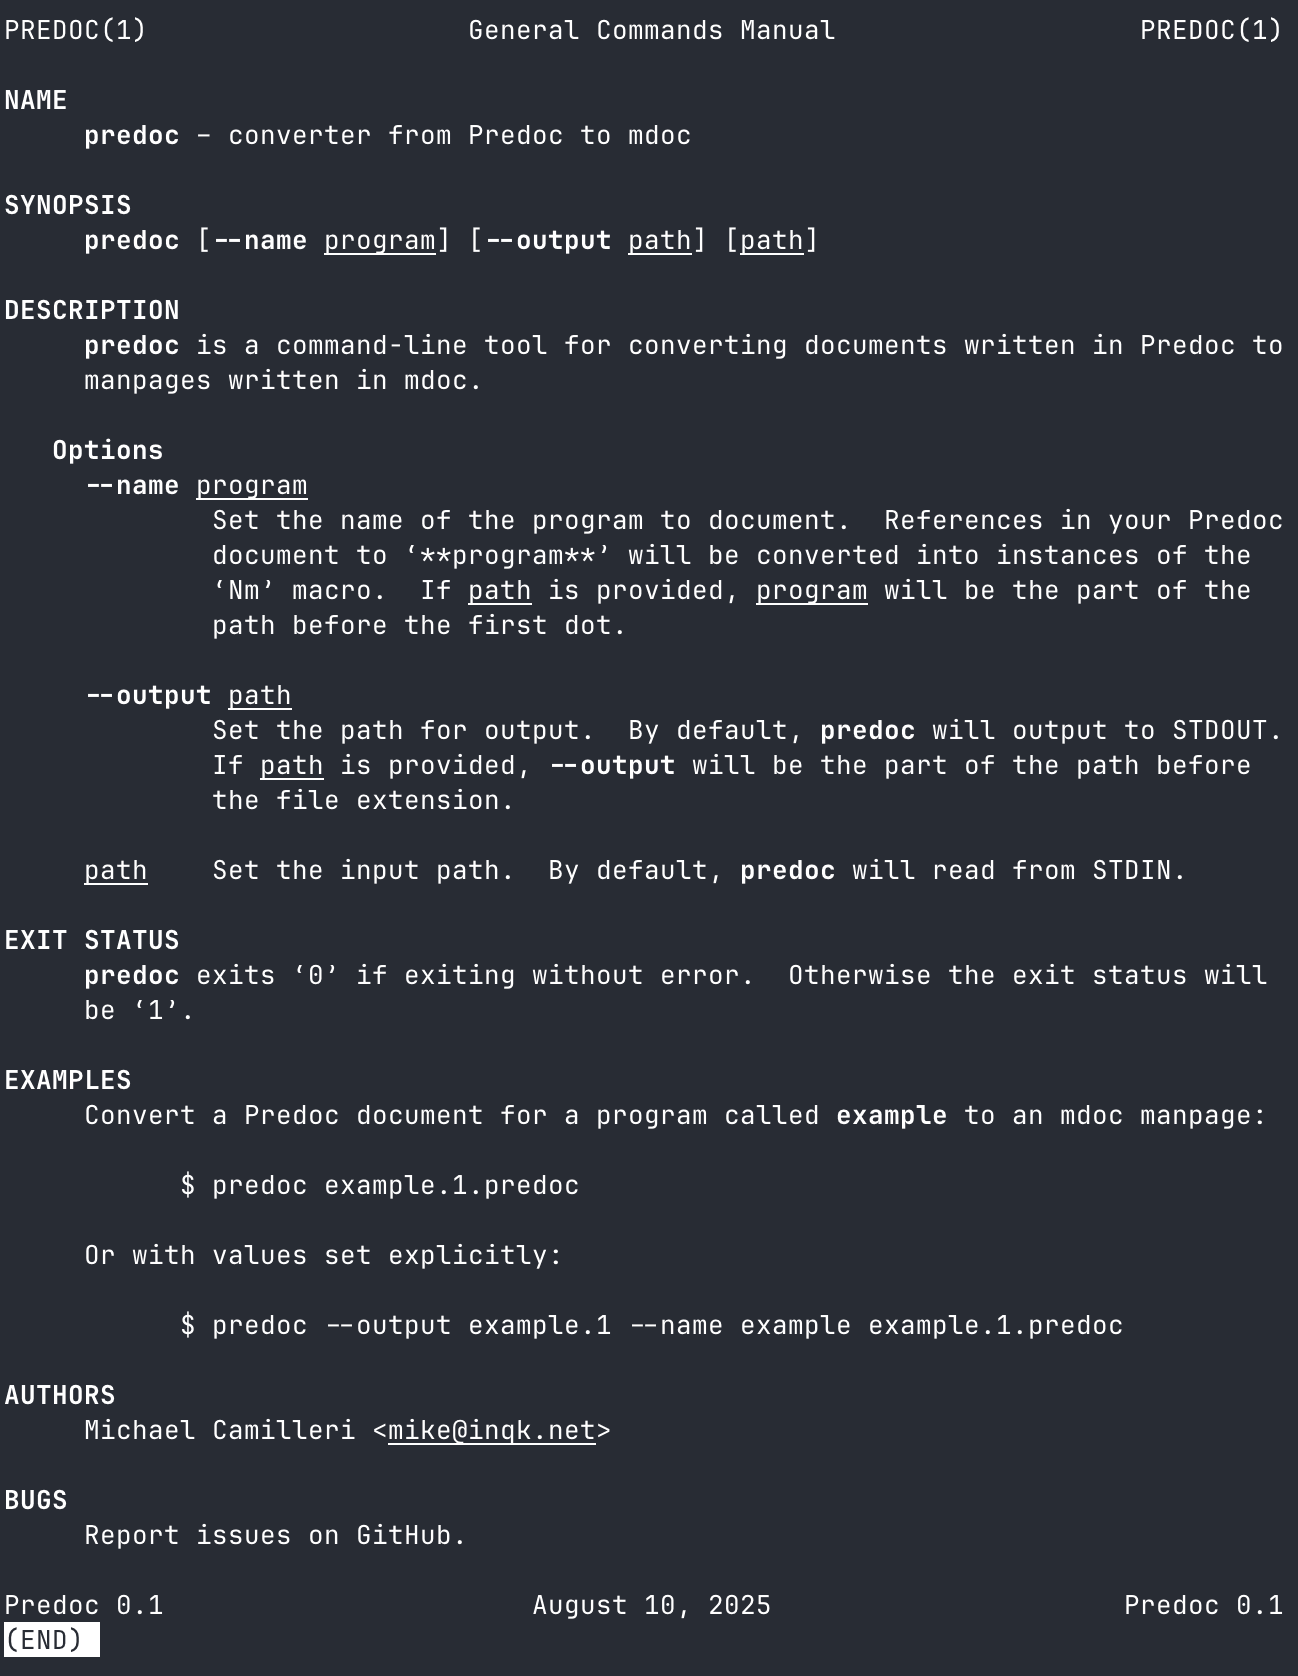 PREDOC(1) General Commands Manual PREDOC(1)
NAME
predoc – converter from Predoc to mdoc
SYNOPSIS
predoc [--name program] [--output path] [path]
DESCRIPTION
predoc is a command-line tool for converting documents written in Predoc to
manpages written in mdoc.
Options
--name program
Set the name of the program to document.  References in your Predoc
document to ‘**program**’ will be converted into instances of the
‘Nm’ macro.  If path is provided, program will be the part of the
path before the first dot.
--output path
Set the path for output.  By default, predoc will output to STDOUT.
If path is provided, --output will be the part of the path before
the file extension.
path Set the input path.  By default, predoc will read from STDIN.
EXIT STATUS
predoc exits ‘0’ if exiting without error.  Otherwise the exit status will
be ‘1’.
EXAMPLES
Convert a Predoc document for a program called example to an mdoc manpage:
$ predoc example.1.predoc
Or with values set explicitly:
$ predoc --output example.1 --name example example.1.predoc
AUTHORS
Michael Camilleri <mike@inqk.net>
BUGS
Report issues on GitHub.
Predoc 0.1 August 10, 2025 Predoc 0.1
(END)